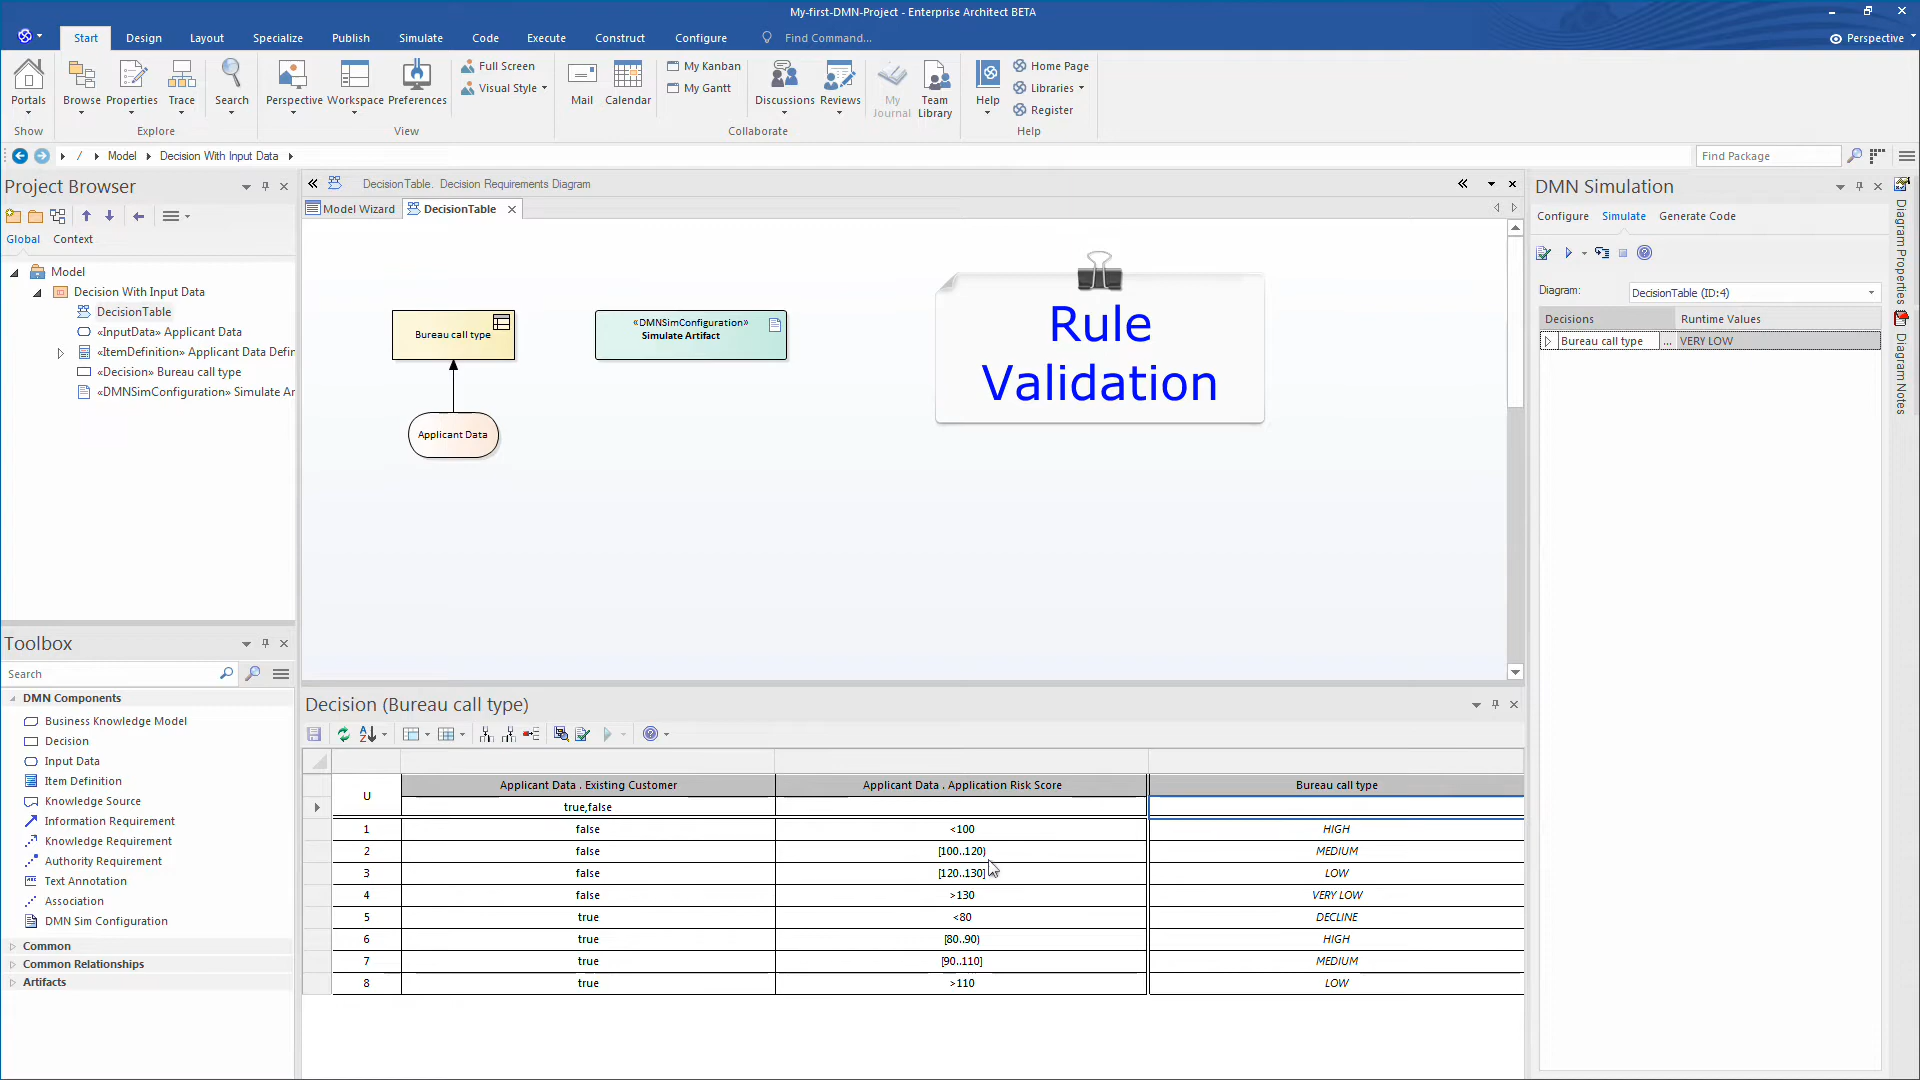 My-first-DMN-Project - Enterprise Architect BETA
Start Design Layout Specialize Publish Simulate Code Execute Construct Configure Find Command... Perspective
Portals Browse Properties Trace Search Perspective Workspace Preferences Full Screen Visual Style Mail Calendar My Kanban My Gantt Discussions Reviews My Journal Team Library Help Home Page Libraries Register
Show Explore View Collaborate Help
/ Model Decision With Input Data Find Package
Project Browser
Global Context
Model
Decision With Input Data
DecisionTable
«InputData» Applicant Data
«ItemDefinition» Applicant Data Defin
«Decision» Bureau call type
«DMNSimConfiguration» Simulate Ar
Toolbox
Search
DMN Components
Business Knowledge Model
Decision
Input Data
Item Definition
Knowledge Source
Information Requirement
Knowledge Requirement
Authority Requirement
Text Annotation
Association
DMN Sim Configuration
Common
Common Relationships
Artifacts
DecisionTable. Decision Requirements Diagram
Model Wizard DecisionTable
Bureau call type
Applicant Data
«DMNSimConfiguration»
Simulate Artifact
Rule
Validation
Decision (Bureau call type)
U Applicant Data . Existing Customer Applicant Data . Application Risk Score Bureau call type
true,false
1 false <100 HIGH
2 false [100..120) MEDIUM
3 false [120..130] LOW
4 false >130 VERY LOW
5 true <80 DECLINE
6 true [80..90) HIGH
7 true [90..110] MEDIUM
8 true >110 LOW
DMN Simulation
Configure Simulate Generate Code
Diagram: DecisionTable (ID:4)
Decisions Runtime Values
Bureau call type ... VERY LOW
Diagram Properties
Diagram Notes